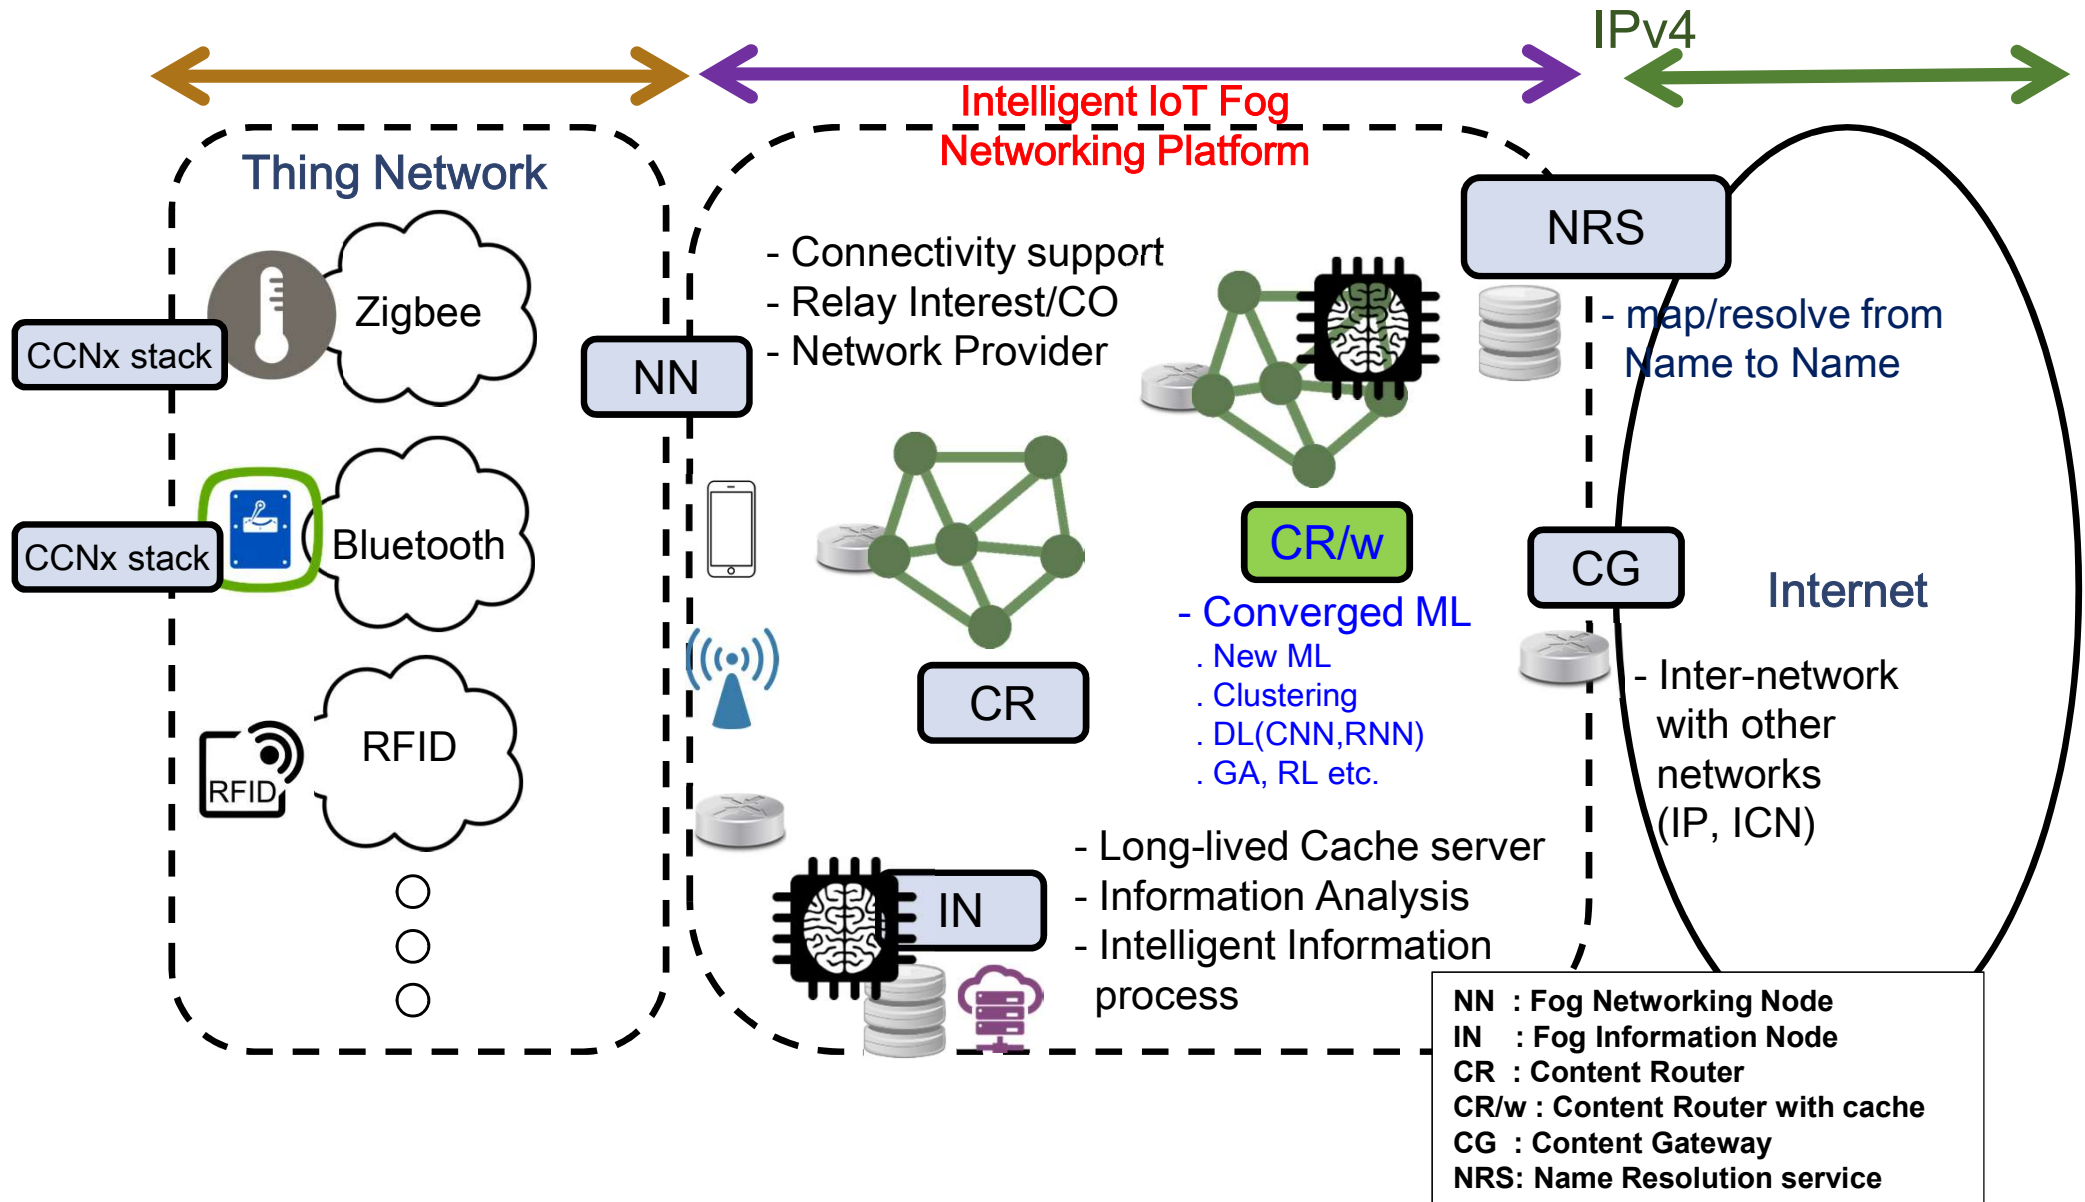 IPv4
Intelligent IoT Fog
Networking Platform
Thing Network
Zigbee
CCNx stack
Bluetooth
CCNx stack
RFID
RFID
NN
- Connectivity support
- Relay Interest/CO
- Network Provider
CR
CR/w
- Converged ML
. New ML
. Clustering
. DL(CNN,RNN)
. GA, RL etc.
IN
- Long-lived Cache server
- Information Analysis
- Intelligent Information
process
NRS
- map/resolve from
Name to Name
CG
Internet
- Inter-network
with other
networks
(IP, ICN)
NN : Fog Networking Node
IN : Fog Information Node
CR : Content Router
CR/w : Content Router with cache
CG : Content Gateway
NRS: Name Resolution service